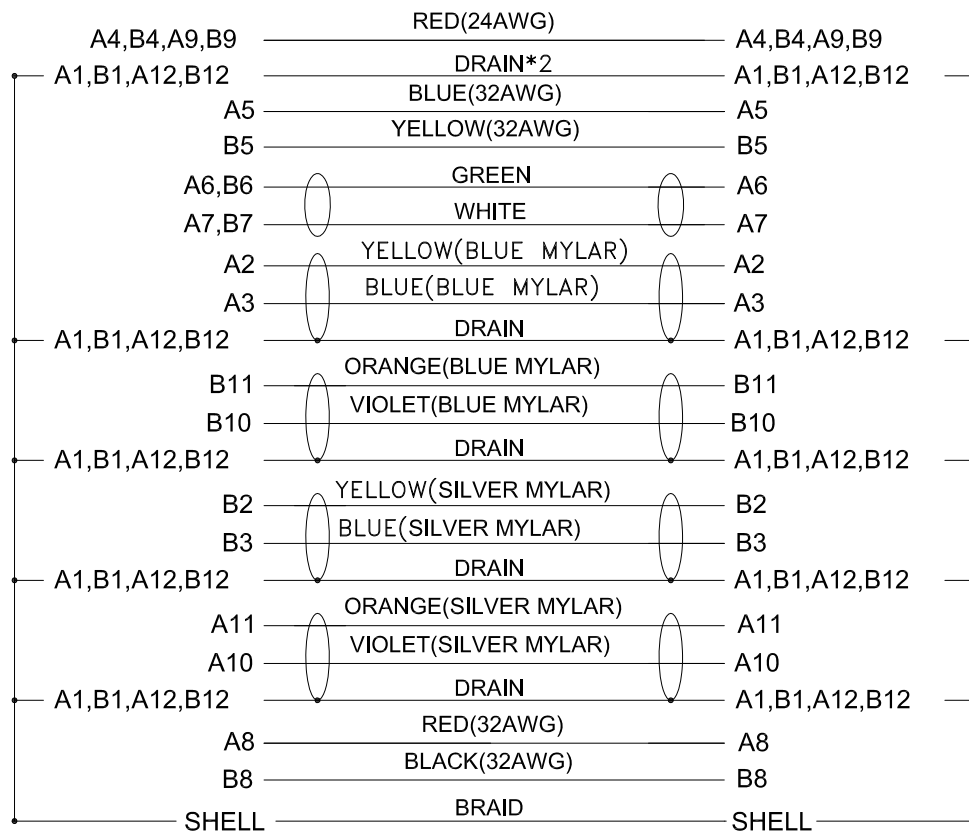 A4,B4,A9,B9 RED(24AWG) A4,B4,A9,B9
A1,B1,A12,B12 DRAIN*2 A1,B1,A12,B12
A5 BLUE(32AWG) A5
B5 YELLOW(32AWG) B5
A6,B6 GREEN A6
A7,B7 WHITE A7
A2 YELLOW(BLUE MYLAR) A2
A3 BLUE(BLUE MYLAR) A3
A1,B1,A12,B12 DRAIN A1,B1,A12,B12
B11 ORANGE(BLUE MYLAR) B11
B10 VIOLET(BLUE MYLAR) B10
A1,B1,A12,B12 DRAIN A1,B1,A12,B12
B2 YELLOW(SILVER MYLAR) B2
B3 BLUE(SILVER MYLAR) B3
A1,B1,A12,B12 DRAIN A1,B1,A12,B12
A11 ORANGE(SILVER MYLAR) A11
A10 VIOLET(SILVER MYLAR) A10
A1,B1,A12,B12 DRAIN A1,B1,A12,B12
A8 RED(32AWG) A8
B8 BLACK(32AWG) B8
SHELL BRAID SHELL